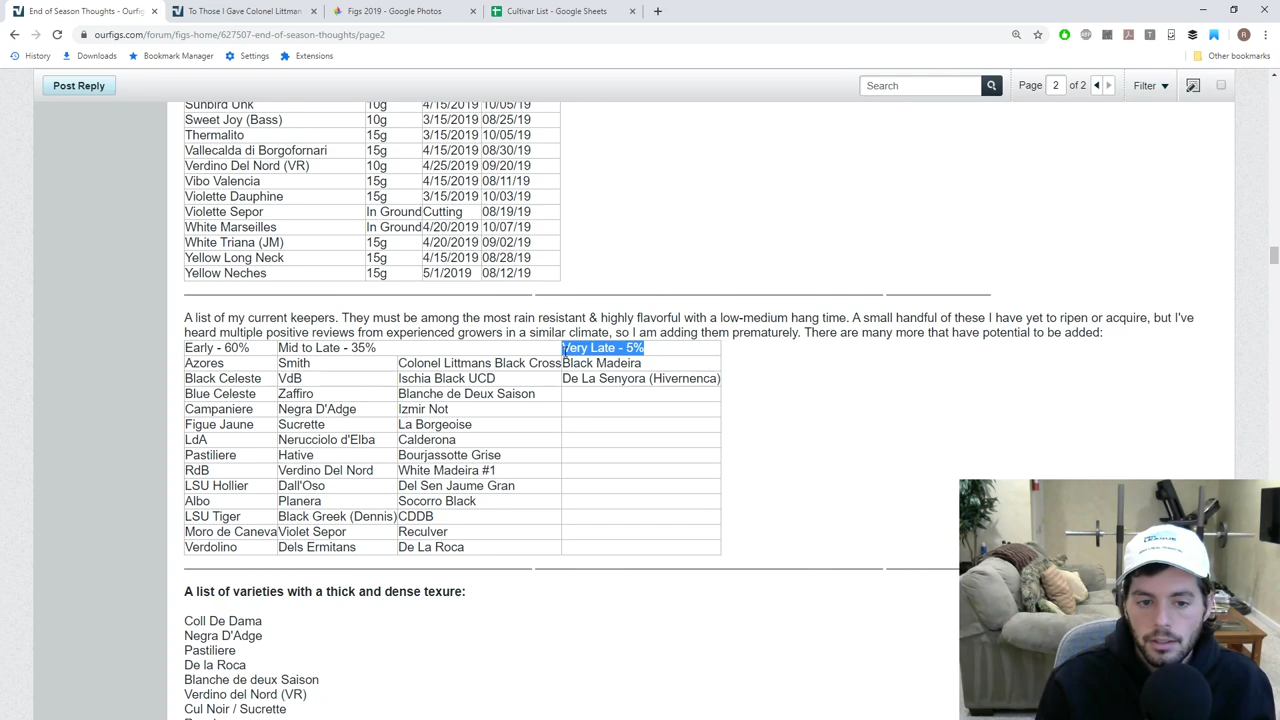 End of Season Thoughts - Ourfig
To Those I Gave Colonel Littman
Figs 2019 - Google Photos
Cultivar List - Google Sheets
ourfigs.com/forum/figs-home/627507-end-of-season-thoughts/page2
History
Downloads
Bookmark Manager
Settings
Extensions
Other bookmarks
Post Reply
Search
Page 2 of 2
Filter
Sunbird Unk 10g 4/15/2019 10/05/19
Sweet Joy (Bass) 10g 3/15/2019 08/25/19
Thermalito 15g 3/15/2019 10/05/19
Vallecalda di Borgofornari 15g 4/15/2019 08/30/19
Verdino Del Nord (VR) 10g 4/25/2019 09/20/19
Vibo Valencia 15g 4/15/2019 08/11/19
Violette Dauphine 15g 3/15/2019 10/03/19
Violette Sepor In Ground Cutting 08/19/19
White Marseilles In Ground 4/20/2019 10/07/19
White Triana (JM) 15g 4/20/2019 09/02/19
Yellow Long Neck 15g 4/15/2019 08/28/19
Yellow Neches 15g 5/1/2019 08/12/19
A list of my current keepers. They must be among the most rain resistant & highly flavorful with a low-medium hang time. A small handful of these I have yet to ripen or acquire, but I've
heard multiple positive reviews from experienced growers in a similar climate, so I am adding them prematurely. There are many more that have potential to be added:
Early - 60% Mid to Late - 35% Very Late - 5%
Azores Smith Colonel Littmans Black Cross Black Madeira
Black Celeste VdB Ischia Black UCD De La Senyora (Hivernenca)
Blue Celeste Zaffiro Blanche de Deux Saison
Campaniere Negra D'Adge Izmir Not
Figue Jaune Sucrette La Borgeoise
LdA Nerucciolo d'Elba Calderona
Pastiliere Hative Bourjassotte Grise
RdB Verdino Del Nord White Madeira #1
LSU Hollier Dall'Oso Del Sen Jaume Gran
Albo Planera Socorro Black
LSU Tiger Black Greek (Dennis) CDDB
Moro de Caneva Violet Sepor Reculver
Verdolino Dels Ermitans De La Roca
A list of varieties with a thick and dense texure:
Coll De Dama
Negra D'Adge
Pastiliere
De la Roca
Blanche de deux Saison
Verdino del Nord (VR)
Cul Noir / Sucrette